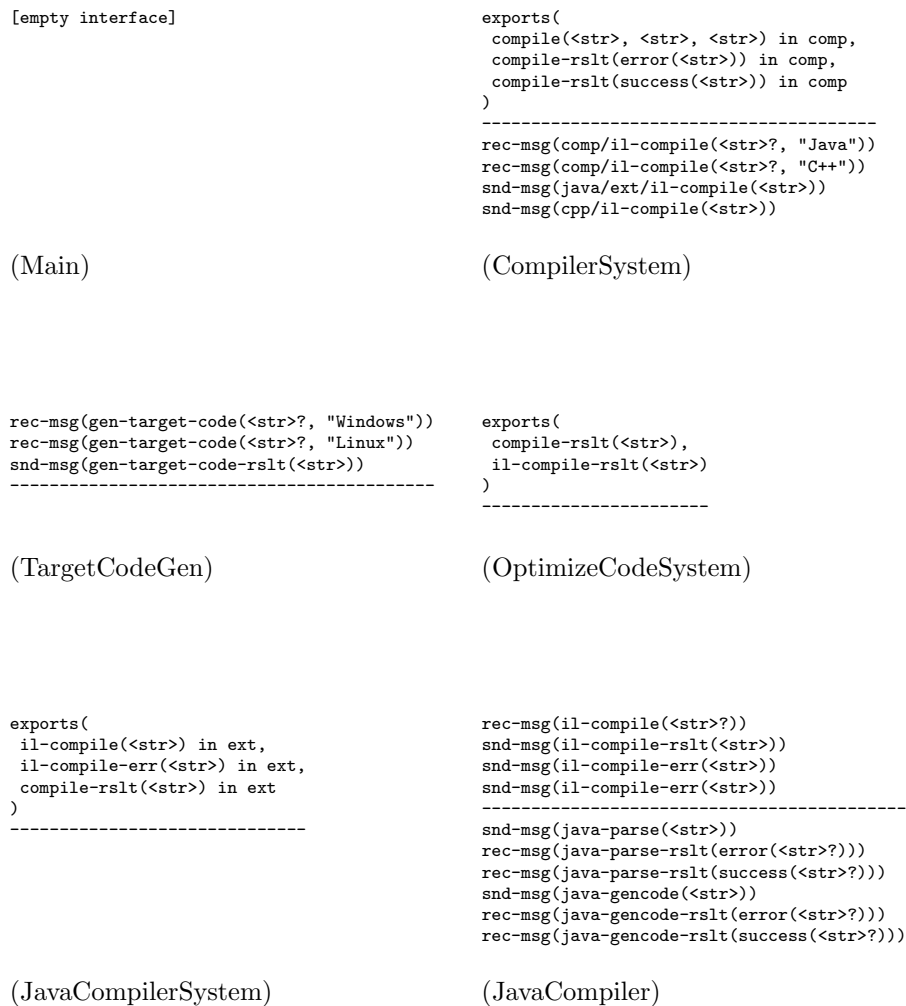 [empty interface]
(Main)
exports(
 compile(<str>, <str>, <str>) in comp,
 compile-rslt(error(<str>)) in comp,
 compile-rslt(success(<str>)) in comp
)
----------------------------------------
rec-msg(comp/il-compile(<str>?, "Java"))
rec-msg(comp/il-compile(<str>?, "C++"))
snd-msg(java/ext/il-compile(<str>))
snd-msg(cpp/il-compile(<str>))
(CompilerSystem)
rec-msg(gen-target-code(<str>?, "Windows"))
rec-msg(gen-target-code(<str>?, "Linux"))
snd-msg(gen-target-code-rslt(<str>))
-------------------------------------------
(TargetCodeGen)
exports(
 compile-rslt(<str>),
 il-compile-rslt(<str>)
)
-----------------------
(OptimizeCodeSystem)
exports(
 il-compile(<str>) in ext,
 il-compile-err(<str>) in ext,
 compile-rslt(<str>) in ext
)
------------------------------
(JavaCompilerSystem)
rec-msg(il-compile(<str>?))
snd-msg(il-compile-rslt(<str>))
snd-msg(il-compile-err(<str>))
snd-msg(il-compile-err(<str>))
-------------------------------------------
snd-msg(java-parse(<str>))
rec-msg(java-parse-rslt(error(<str>?)))
rec-msg(java-parse-rslt(success(<str>?)))
snd-msg(java-gencode(<str>))
rec-msg(java-gencode-rslt(error(<str>?)))
rec-msg(java-gencode-rslt(success(<str>?)))
(JavaCompiler)